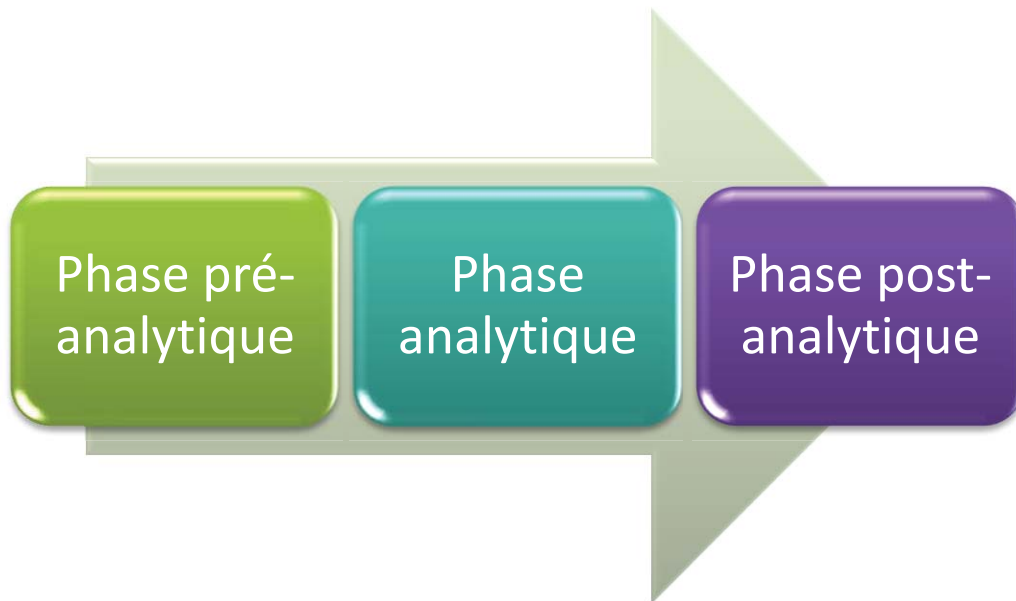 Phase pré-
analytique
Phase
analytique
Phase post-
analytique